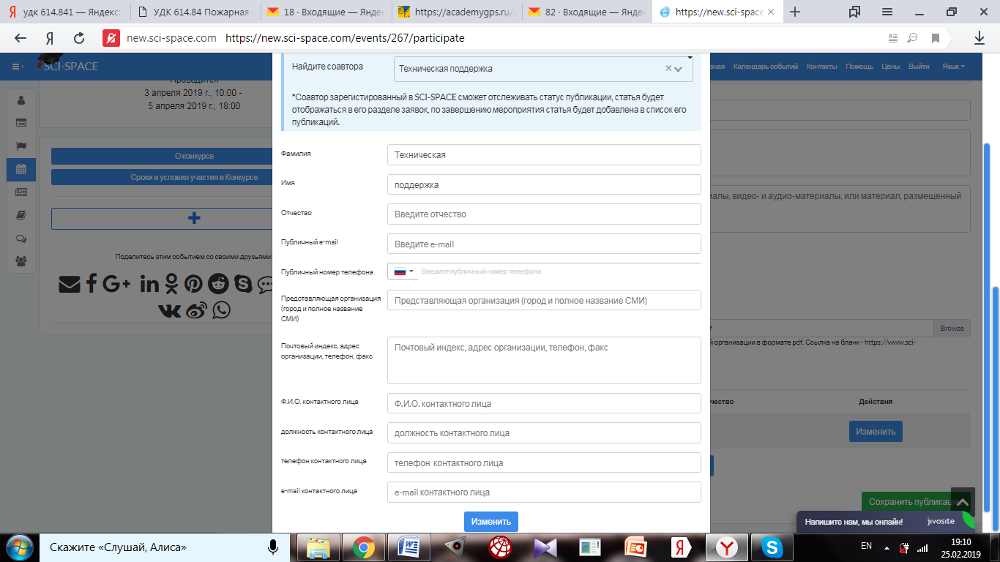 удк 614.841 — Яндекс:
УДК 614.84 Пожарная
18 · Входящие — Янде
https://academygps.ru/
82 · Входящие — Янде
https://new.sci-space
new.sci-space.com https://new.sci-space.com/events/267/participate
SCI-SPACE
Календарь событий
Контакты
Помощь
Цены
Выйти
Язык
Проводится
3 апреля 2019 г., 10:00 -
5 апреля 2019 г., 18:00
О конкурсе
Сроки и условия участия в Конкурсе
Поделитесь этим событием со своими друзьями!
Найдите соавтора
Техническая поддержка
*Соавтор зарегистированный в SCI-SPACE сможет отслеживать статус публикации, статья будет
отображаться в его разделе заявок, по завершению мероприятия статья будет добавлена в список его
публикаций.
Фамилия
Техническая
Имя
поддержка
Отчество
Введите отчество
Публичный e-mail
Введите e-mail
Публичный номер телефона
Введите публичный номер телефона
Представляющая организация
(город и полное название
СМИ)
Представляющая организация (город и полное название СМИ)
Почтовый индекс, адрес
организации, телефон, факс
Почтовый индекс, адрес организации, телефон, факс
Ф.И.О. контактного лица
Ф.И.О. контактного лица
должность контактного лица
должность контактного лица
телефон контактного лица
телефон контактного лица
e-mail контактного лица
e-mail контактного лица
Изменить
видео- и аудио-материалы, или материал, размещенный
Browse
организации в формате pdf. Ссылка на бланк - https://www.sci-
Действия
Изменить
Сохранить публикац
Напишите нам, мы онлайн!
jivosite
Скажите «Слушай, Алиса»
EN
19:10
25.02.2019